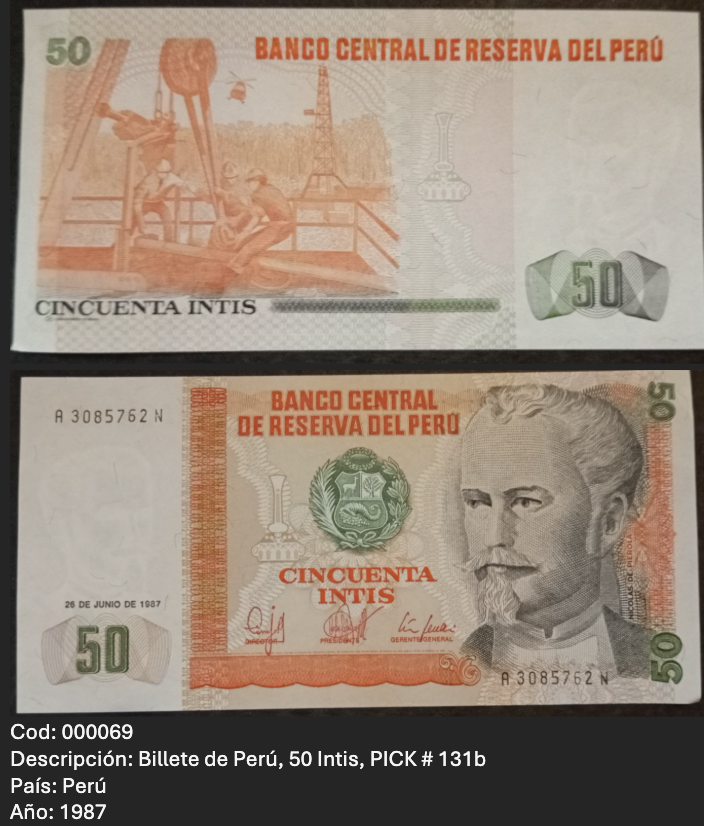 50
BANCO CENTRAL DE RESERVA DEL PERÚ
50
CINCUENTA INTIS
A 3085762 N
BANCO CENTRAL
DE RESERVA DEL PERÚ
50
CINCUENTA
INTIS
26 DE JUNIO DE 1987
50
DIRECTOR
PRESIDENTE
GERENTE GENERAL
50
A 3085762 N
Cod: 000069
Descripción: Billete de Perú, 50 Intis, PICK # 131b
País: Perú
Año: 1987